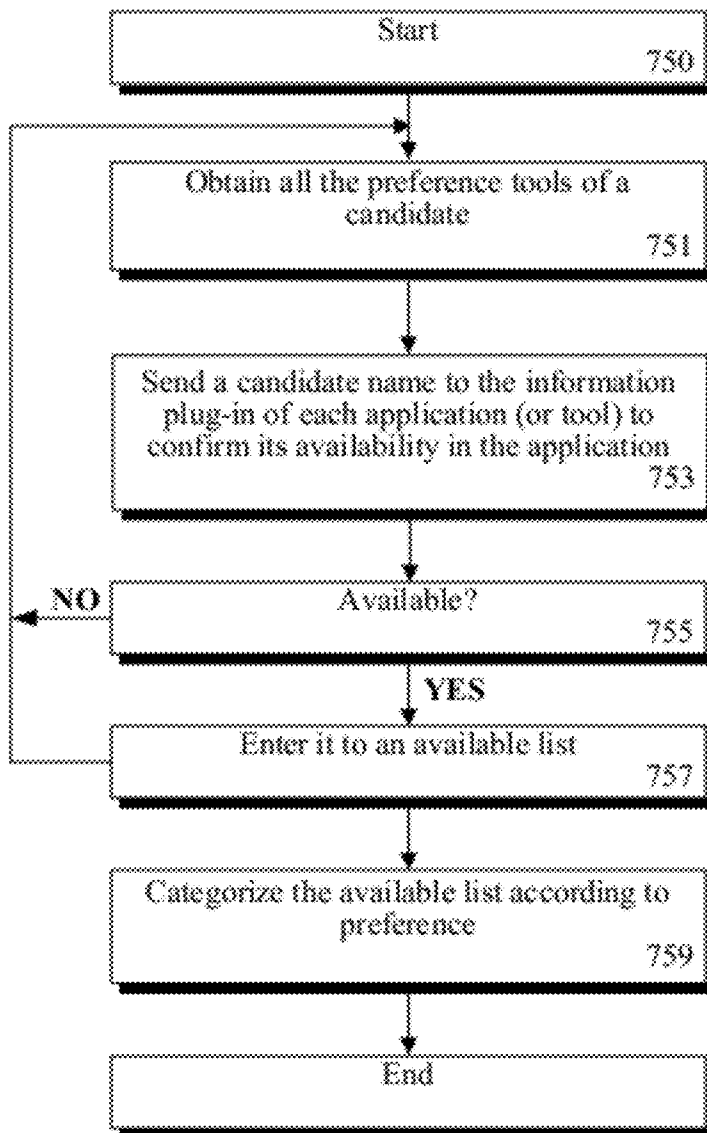 Start
750
Obtain all the preference tools of a
candidate
751
Send a candidate name to the information
plug-in of each application (or tool) to
confirm its availability in the application
753
NO
Available?
755
YES
Enter it to an available list
757
Categorize the available list according to
preference
759
End